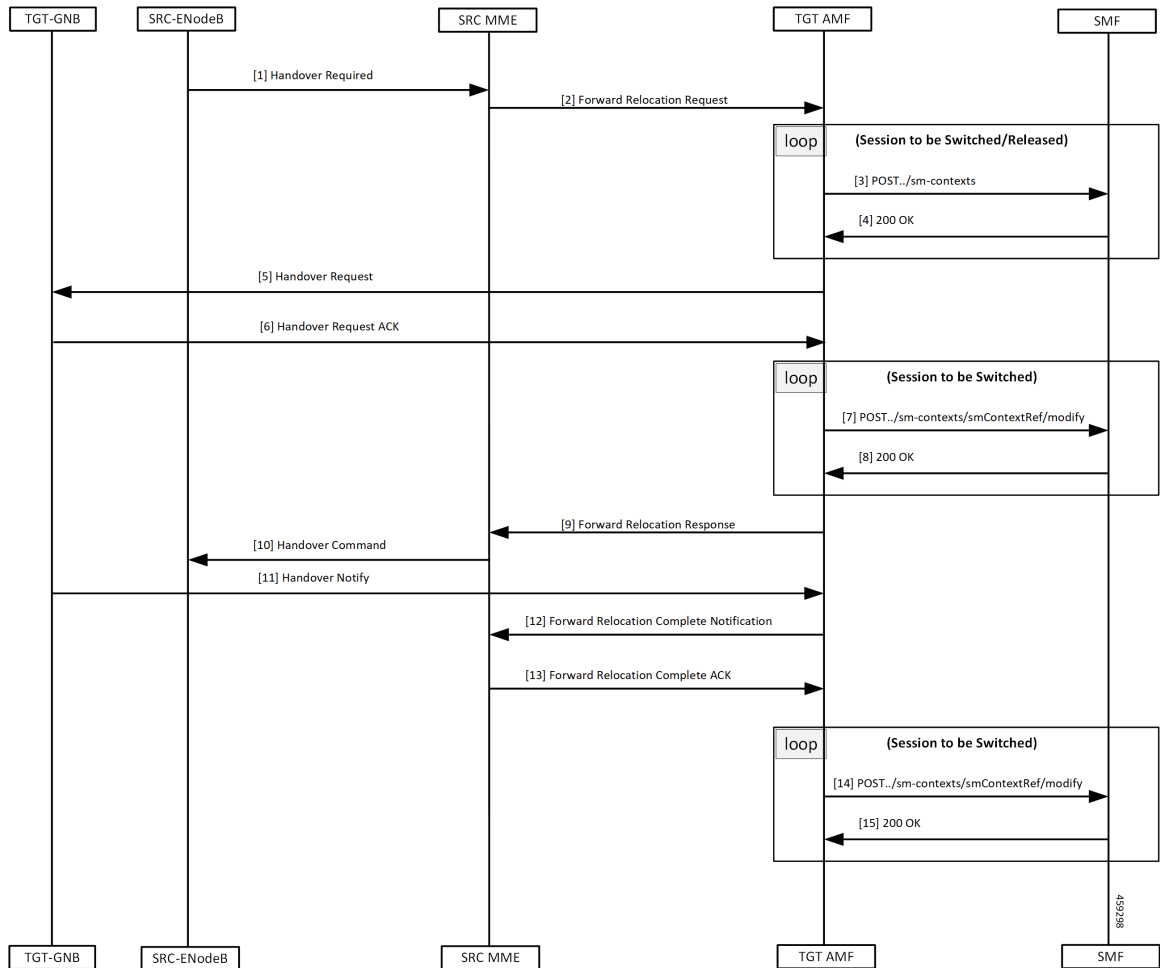 TGT-GNB
SRC-ENodeB
SRC MME
TGT AMF
SMF
[1] Handover Required
[2] Forward Relocation Request
loop
(Session to be Switched/Released)
[3] POST../sm-contexts
[4] 200 OK
[5] Handover Request
[6] Handover Request ACK
loop
(Session to be Switched)
[7] POST../sm-contexts/smContextRef/modify
[8] 200 OK
[9] Forward Relocation Response
[10] Handover Command
[11] Handover Notify
[12] Forward Relocation Complete Notification
[13] Forward Relocation Complete ACK
loop
(Session to be Switched)
[14] POST../sm-contexts/smContextRef/modify
[15] 200 OK
459298
TGT-GNB
SRC-ENodeB
SRC MME
TGT AMF
SMF